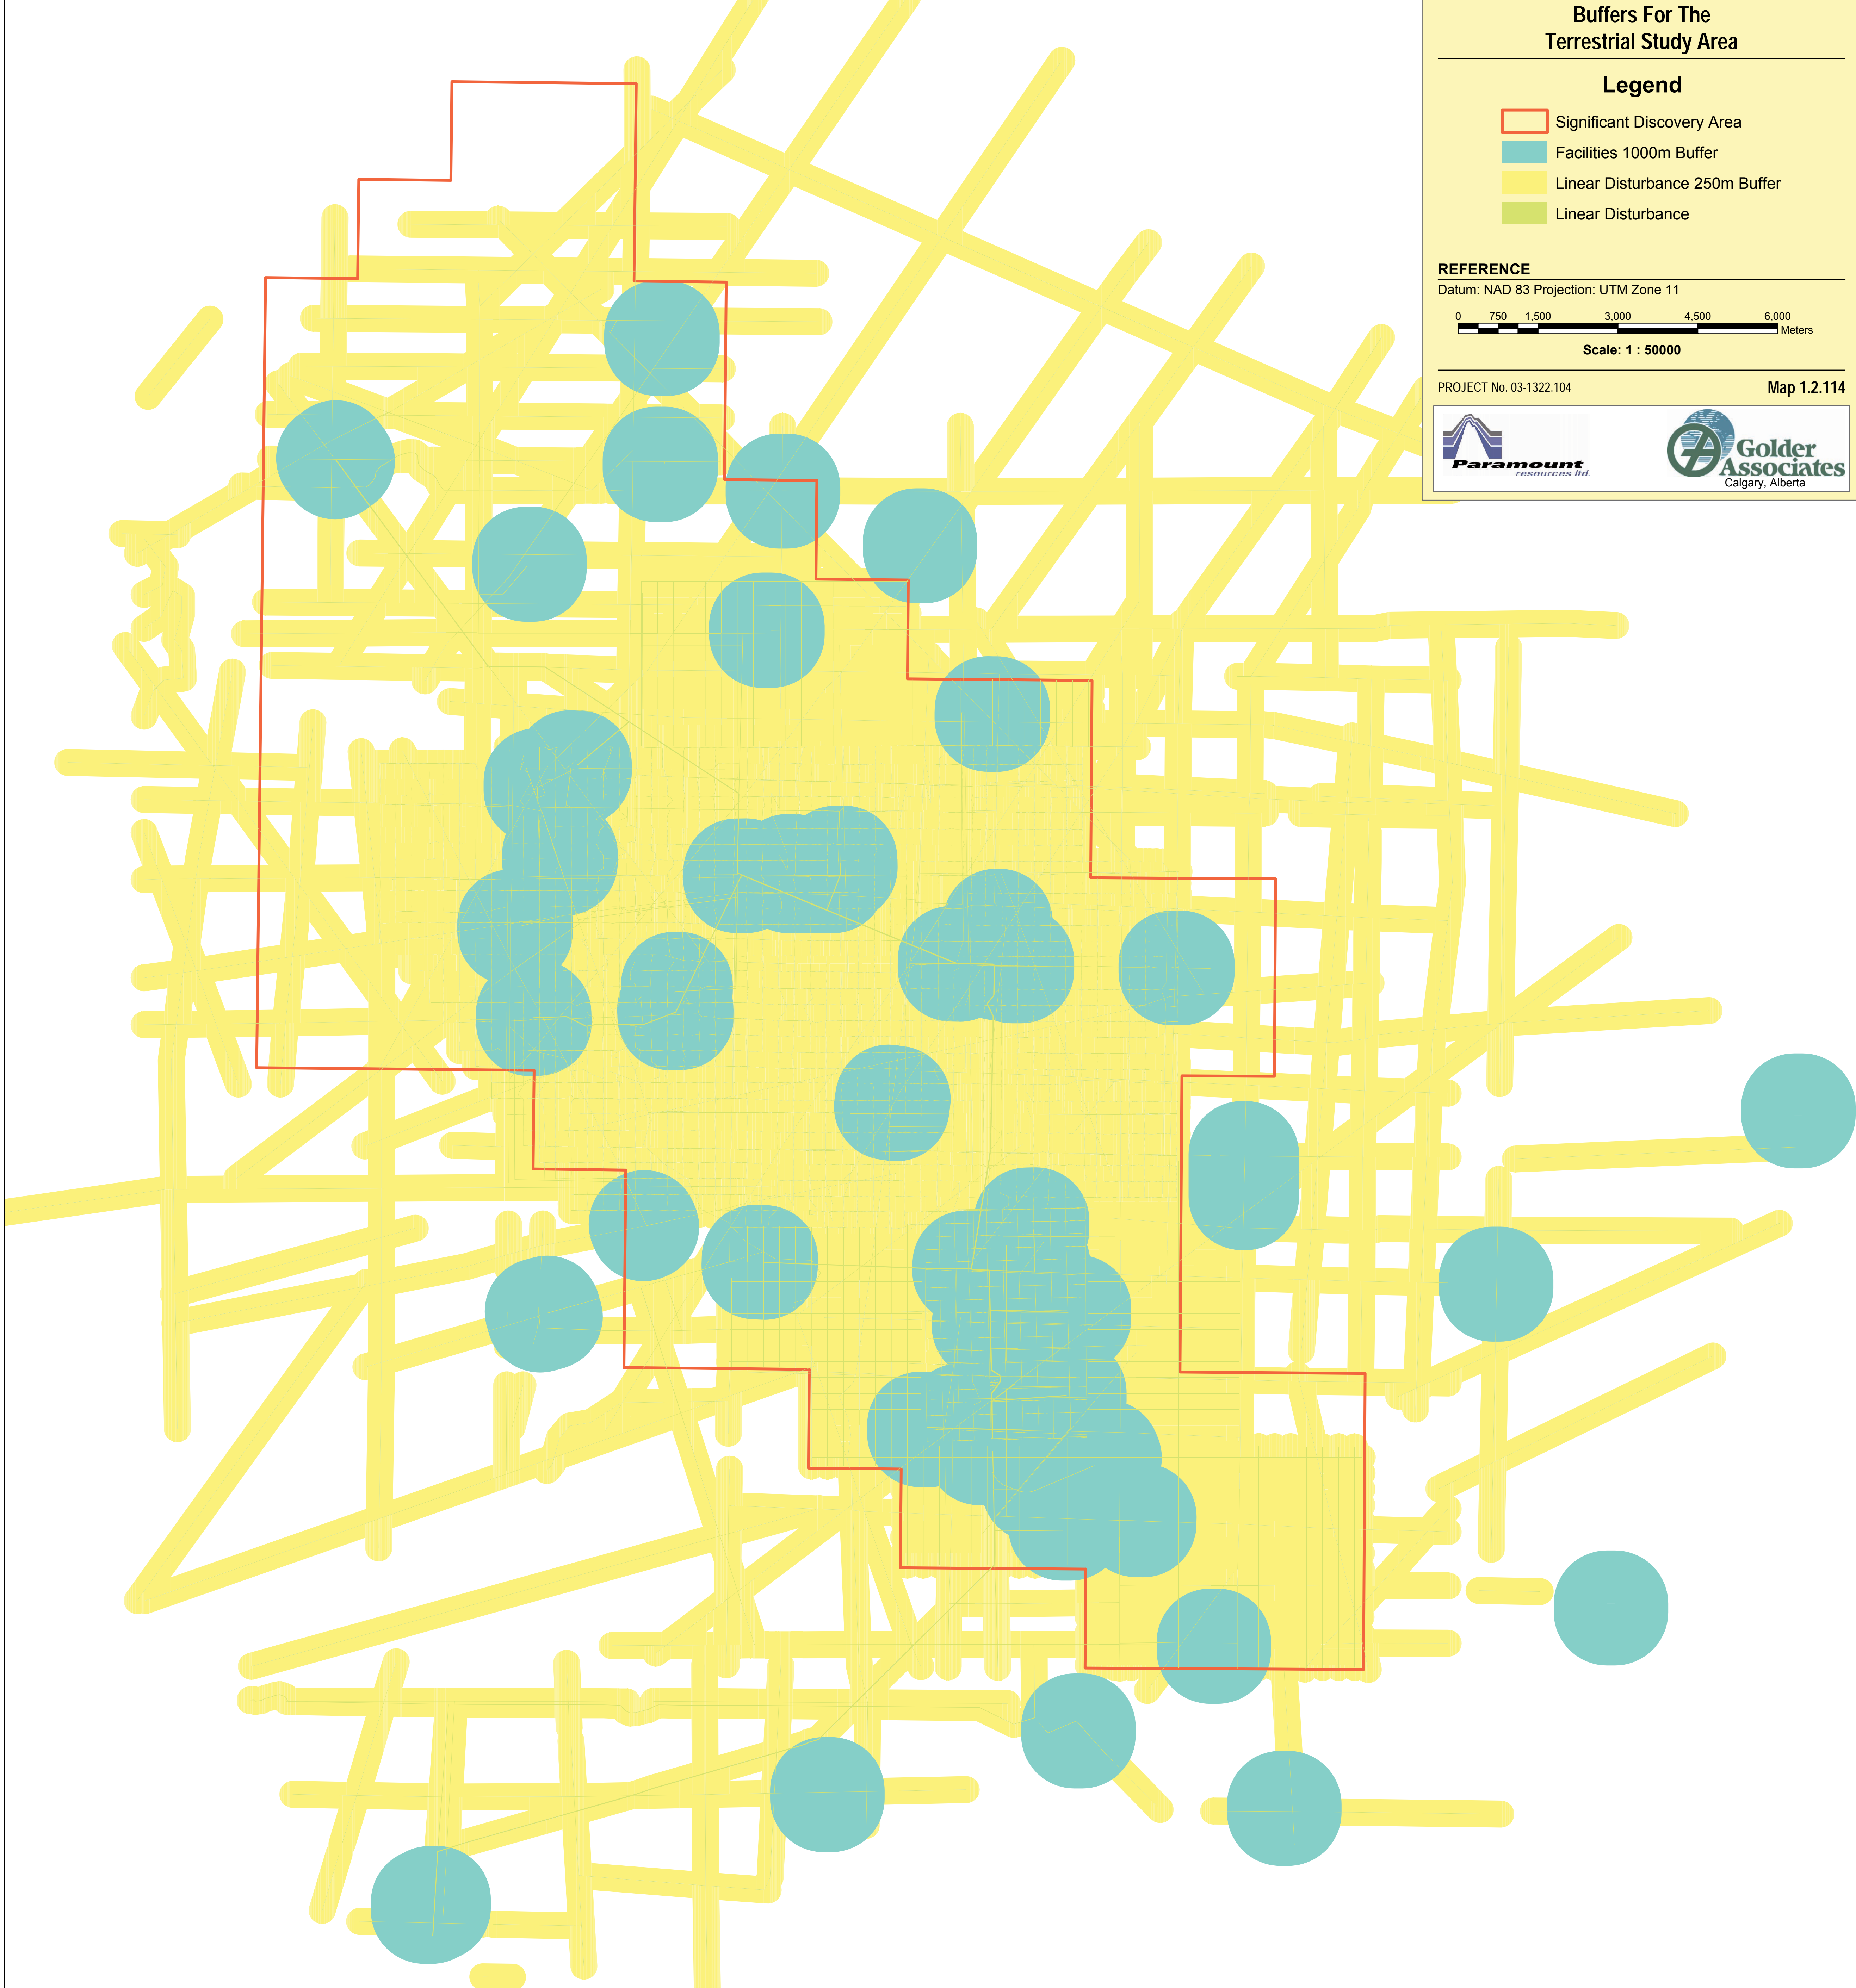 Buffers For The
Terrestrial Study Area
Legend
Significant Discovery Area
Facilities 1000m Buffer
Linear Disturbance 250m Buffer
Linear Disturbance
REFERENCE
Datum: NAD 83 Projection: UTM Zone 11
0 750 1,500 3,000 4,500 6,000
Meters
Scale: 1 : 50000
PROJECT No. 03-1322.104 Map 1.2.114
Paramount
resources ltd.
Golder
Associates
Calgary, Alberta